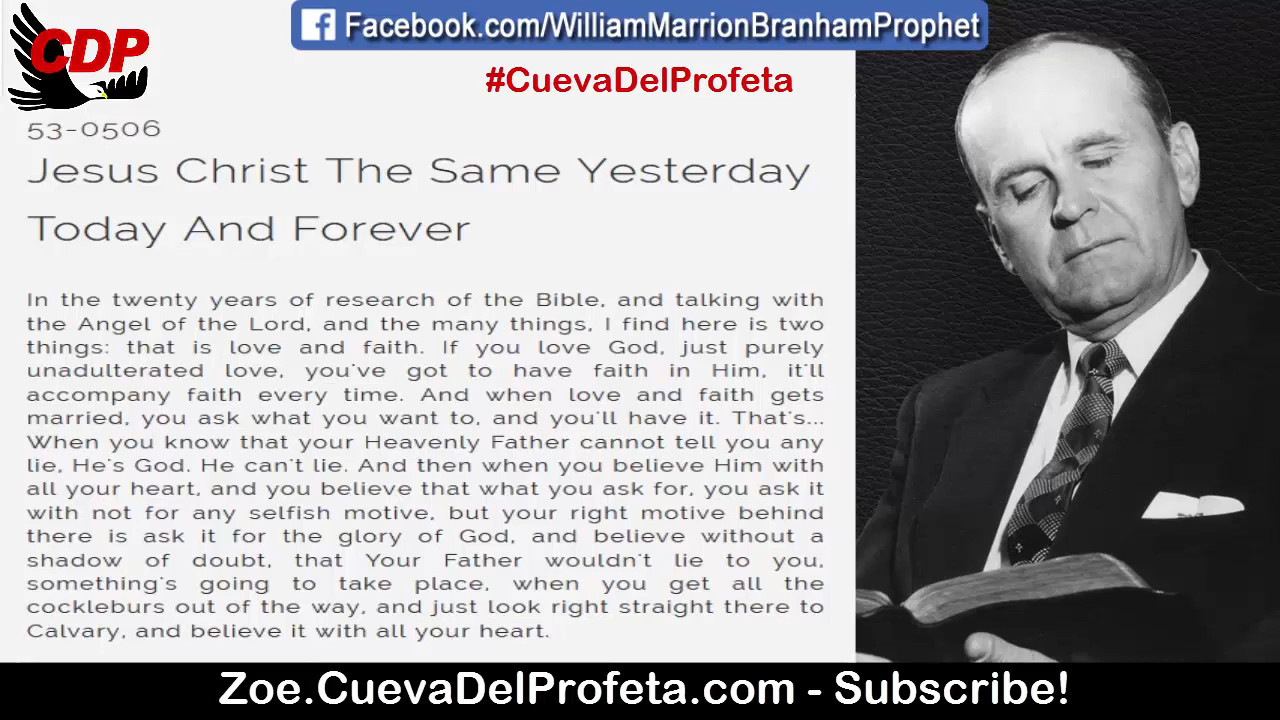 Facebook.com/WilliamMarrionBranhamProphet
CDP
#CuevaDelProfeta
53-0506
Jesus Christ The Same Yesterday
Today And Forever
In the twenty years of research of the Bible, and talking with
the Angel of the Lord, and the many things, I find here is two
things: that is love and faith. If you love God, just purely
unadulterated love, you've got to have faith in Him, it'll
accompany faith every time. And when love and faith gets
married, you ask what you want to, and you'll have it. That's...
When you know that your Heavenly Father cannot tell you any
lie, He's God. He can't lie. And then when you believe Him with
all your heart, and you believe that what you ask for, you ask it
with not for any selfish motive, but your right motive behind
there is ask it for the glory of God, and believe without a
shadow of doubt, that Your Father wouldn't lie to you,
something's going to take place, when you get all the
cockleburs out of the way, and just look right straight there to
Calvary, and believe it with all your heart.
Zoe.CuevaDelProfeta.com - Subscribe!